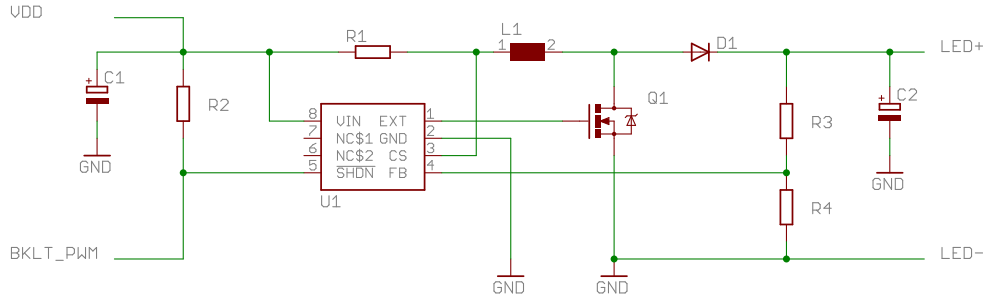 VDD
L1
R1
1
2
D1
LED+
C1
R2
Q1
C2
8
VIN
EXT
1
7
NC$1
GND
2
6
NC$2
CS
3
5
SHDN
FB
4
R3
GND
U1
GND
R4
BKLT_PWM
LED-
GND
GND
+
+